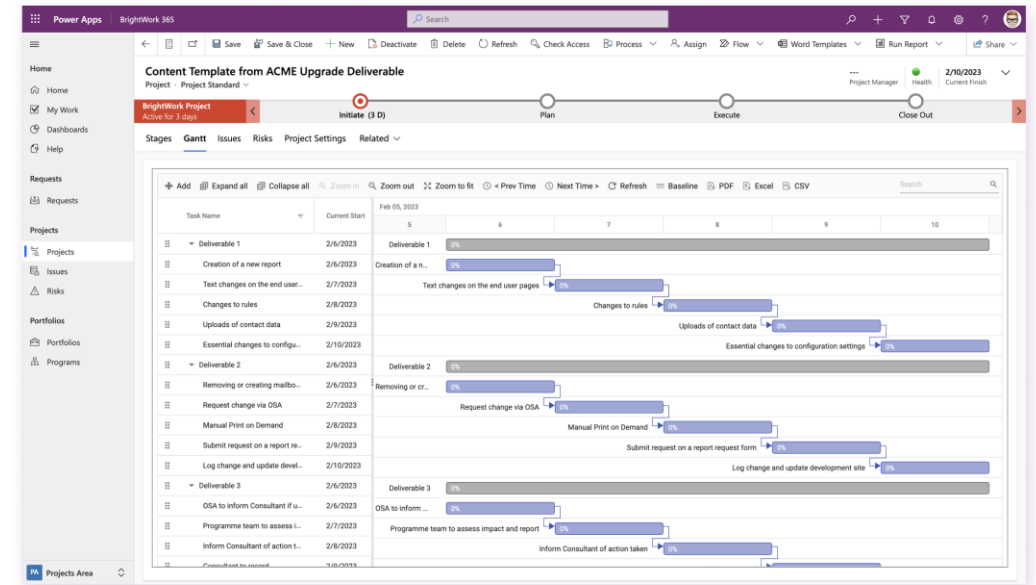 Power Apps BrightWork 365 Search
Save Save & Close New Deactivate Delete Refresh Check Access Process Assign Flow Word Templates Run Report Share
Home
Home
My Work
Dashboards
Help
Requests
Requests
Projects
Projects
Issues
Risks
Portfolios
Portfolios
Programs
PA Projects Area
Content Template from ACME Upgrade Deliverable
Project · Project Standard
---
Project Manager
Health
2/10/2023
Current Finish
BrightWork Project
Active for 3 days
Initiate (3 D) Plan Execute Close Out
Stages Gantt Issues Risks Project Settings Related
Add Expand all Collapse all Zoom in Zoom out Zoom to fit < Prev Time Next Time > Refresh Baseline PDF Excel CSV Search
Task Name Current Start Feb 05, 2023
5 6 7 8 9 10
Deliverable 1 2/6/2023 Deliverable 1 0%
Creation of a new report 2/6/2023 Creation of a n... 0%
Text changes on the end user... 2/7/2023 Text changes on the end user pages 0%
Changes to rules 2/8/2023 Changes to rules 0%
Uploads of contact data 2/9/2023 Uploads of contact data 0%
Essential changes to configu... 2/10/2023 Essential changes to configuration settings 0%
Deliverable 2 2/6/2023 Deliverable 2 0%
Removing or creating mailbo... 2/6/2023 Removing or cr... 0%
Request change via OSA 2/7/2023 Request change via OSA 0%
Manual Print on Demand 2/8/2023 Manual Print on Demand 0%
Submit request on a report re... 2/9/2023 Submit request on a report request form 0%
Log change and update devel... 2/10/2023 Log change and update development site 0%
Deliverable 3 2/6/2023 Deliverable 3 0%
OSA to inform Consultant if u... 2/6/2023 OSA to inform ... 0%
Programme team to assess i... 2/7/2023 Programme team to assess impact and report 0%
Inform Consultant of action t... 2/8/2023 Inform Consultant of action taken 0%
Consultant to record 2/9/2023